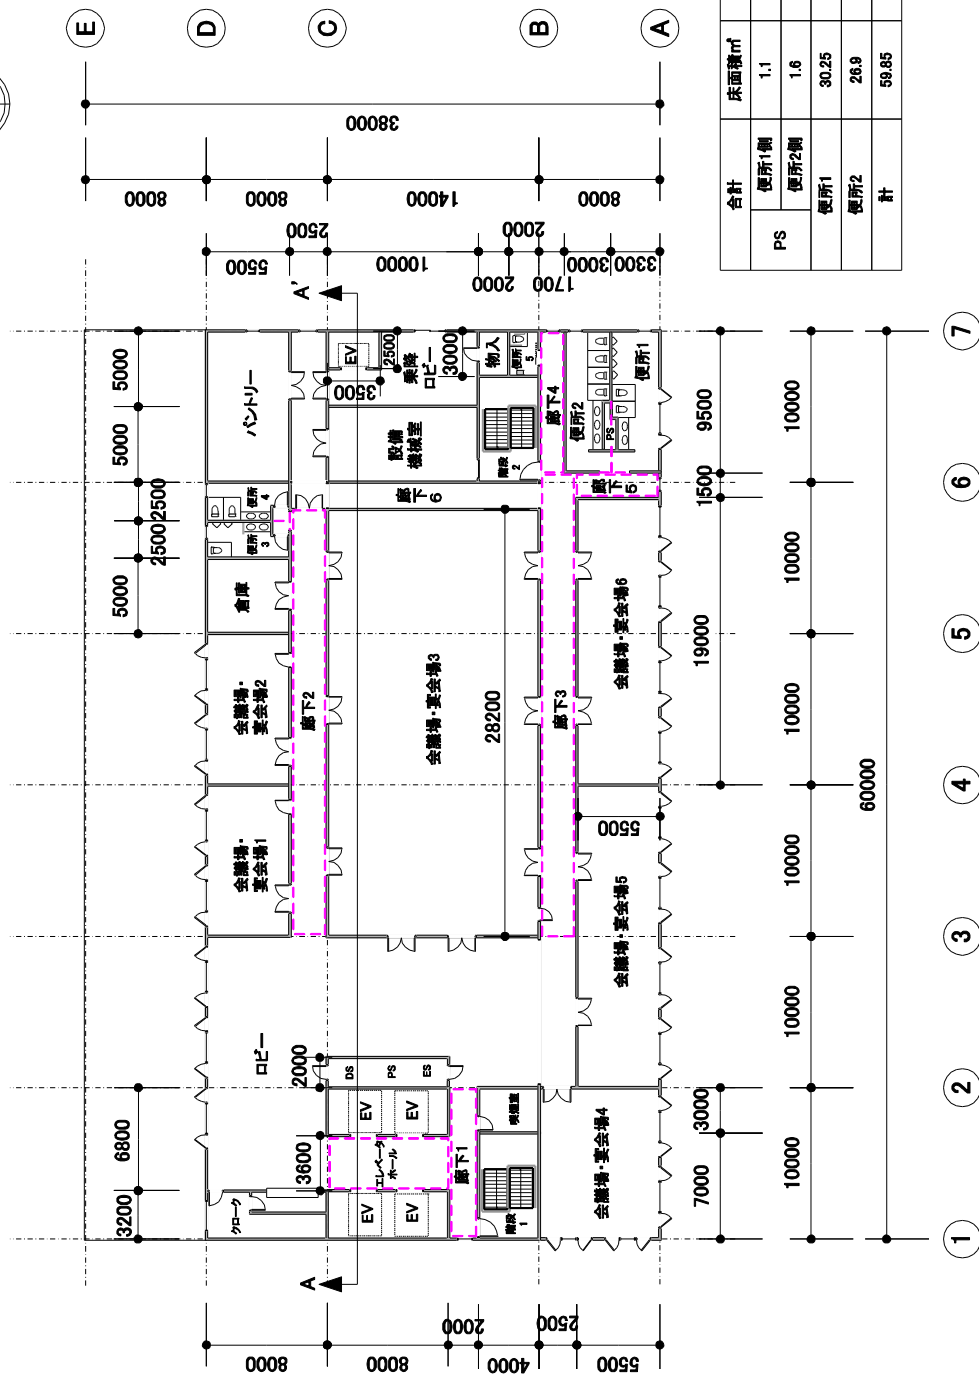 E
D
C
B
A
38000
8000
8000
14000
8000
5500
2500
10000
2000
2000
1700
3000
3300
合計
床面積㎡
PS
便所1側
1.1
便所2側
1.6
便所1
30.25
便所2
26.9
計
59.85
A'
5000
5000
2500
2500
5000
6800
3200
パントリー
EV
2500
3500
乗降
ロビー
3000
物入
便所
5
設備
機械室
階段
2
廊下4
便所2
便所1
PS
廊下
5
廊下
6
便所
4
便所
3
倉庫
会議場・
宴会場2
廊下2
会議場・宴会場3
28200
廊下3
会議場・宴会場6
会議場・
宴会場1
5500
会議場・宴会場5
ロビー
2000
DS
PS
ES
EV
EV
3600
エレベータ
ホール
廊下1
喫煙室
クローク
EV
EV
階段
1
会議場・宴会場4
A
9500
1500
19000
3000
7000
10000
10000
10000
10000
10000
10000
60000
7
6
5
4
3
2
1
8000
8000
2000
4000
2500
5500